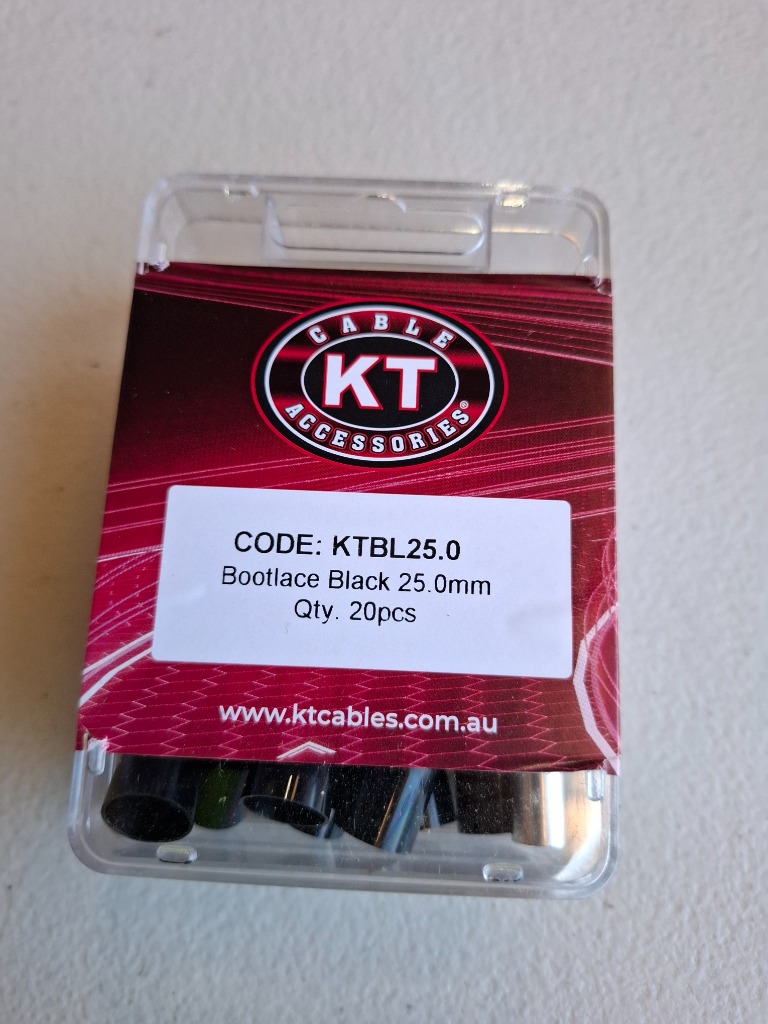 CABLE
KT
ACCESSORIES®
CODE: KTBL25.0
Bootlace Black 25.0mm
Qty. 20pcs
www.ktcables.com.au